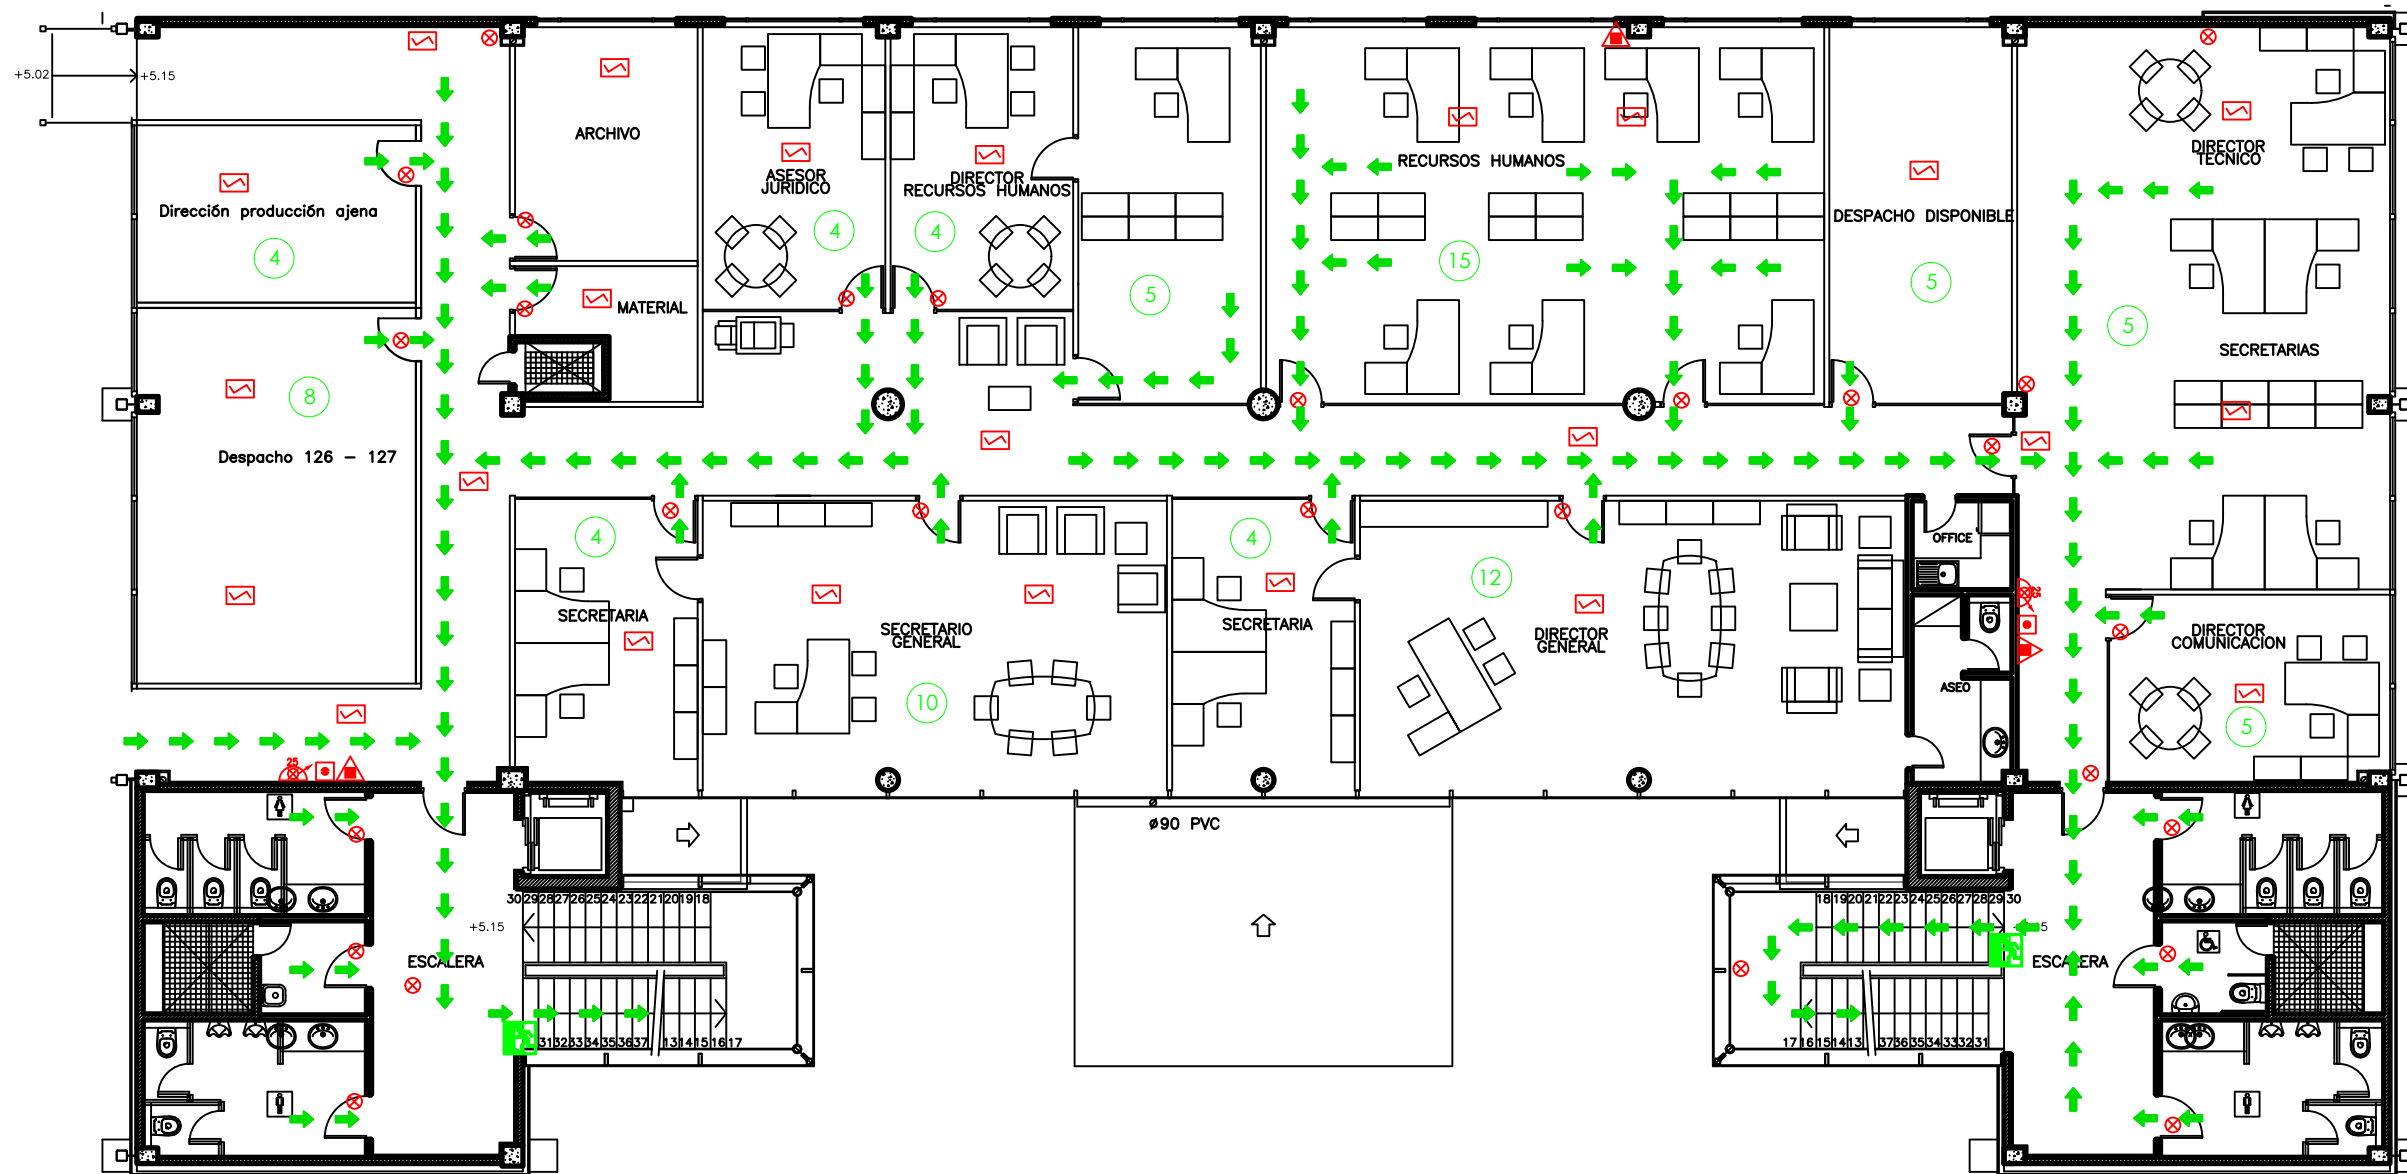 +5.02
+5.15
ARCHIVO
ASESOR
JURIDICO
DIRECTOR
RECURSOS HUMANOS
RECURSOS HUMANOS
DIRECTOR
TECNICO
Dirección producción ajena
DESPACHO DISPONIBLE
4
4
4
5
15
5
5
MATERIAL
SECRETARIAS
8
Despacho 126 - 127
4
4
12
OFFICE
SECRETARIA
SECRETARIO
GENERAL
SECRETARIA
DIRECTOR
GENERAL
25
DIRECTOR
COMUNICACION
ASEO
10
5
25
ø90 PVC
30 29 28 27 26 25 24 23 22 21 20 19 18
18 19 20 21 22 23 24 25 26 27 28 29 30
+5.15
ESCALERA
ESCALERA
31 32 33 34 35 36 37 13 14 15 16 17
17 16 15 14 13 37 36 35 34 33 32 31